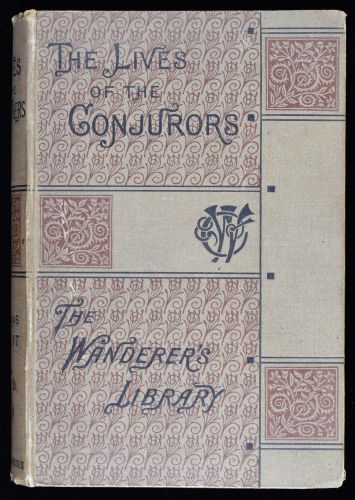 THE LIVES
OF THE
CONJURORS
THE
WANDERER'S
LIBRARY